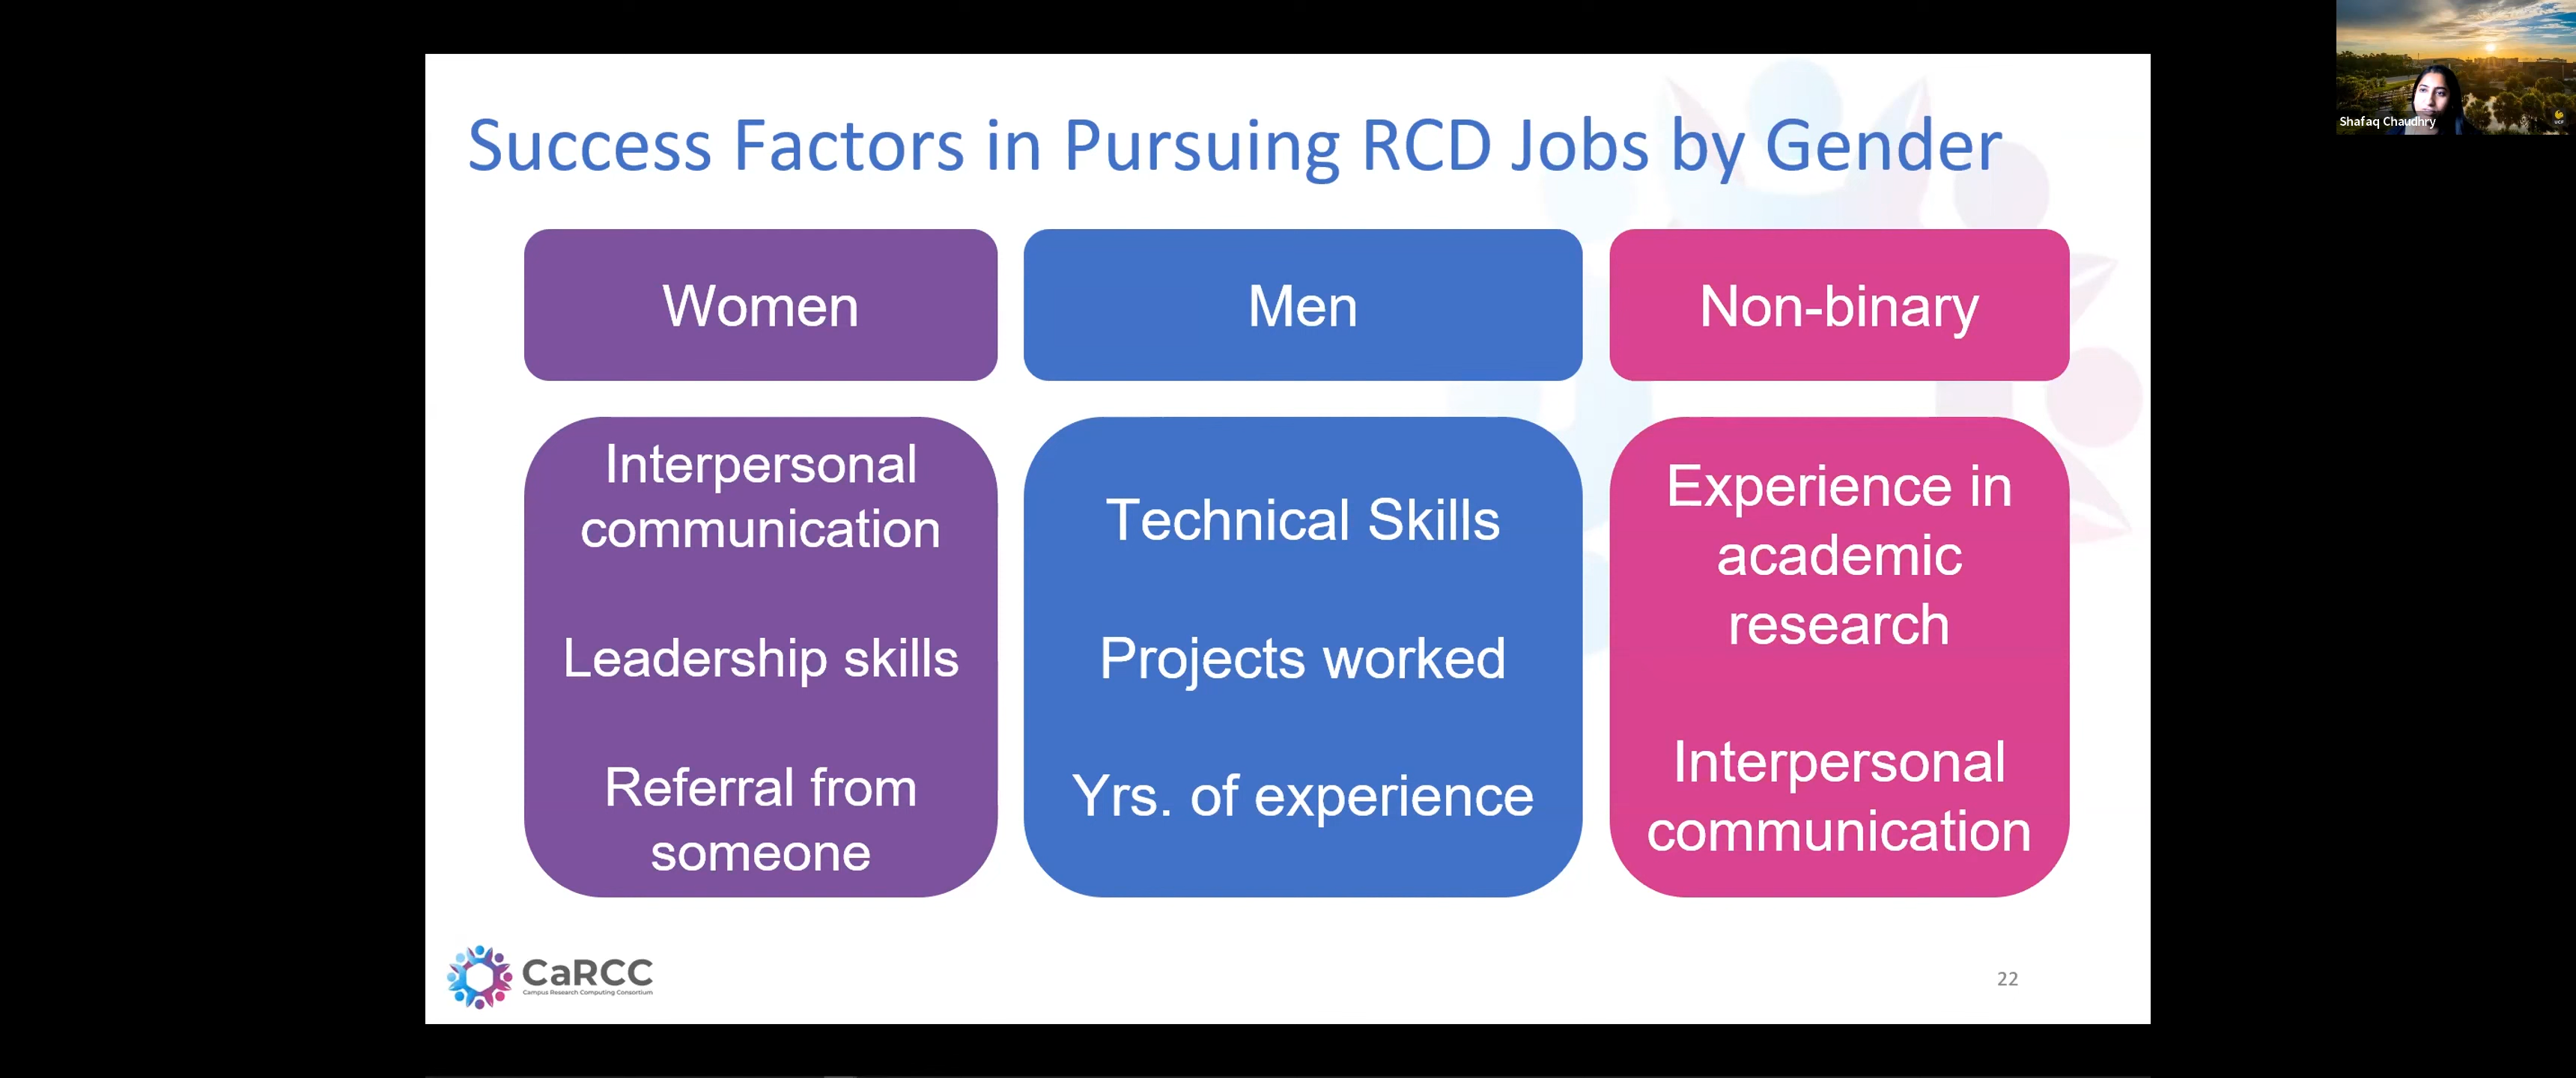 Success Factors in Pursuing RCD Jobs by Gender
Women
Men
Non-binary
Interpersonal
communication
Leadership skills
Referral from
someone
Technical Skills
Projects worked
Yrs. of experience
Experience in
academic
research
Interpersonal
communication
CaRCC
Campus Research Computing Consortium
22
Shafaq Chaudhry
UCF